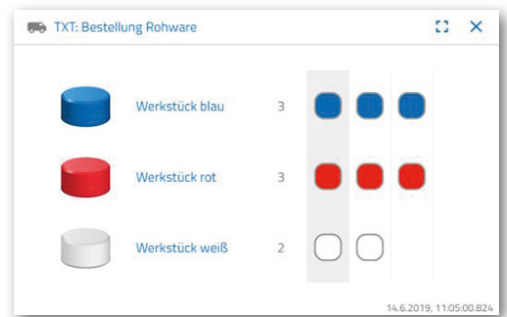 TXT: Bestellung Rohware
Werkstück blau 3
Werkstück rot 3
Werkstück weiß 2
14.6.2019, 11:05:00.824